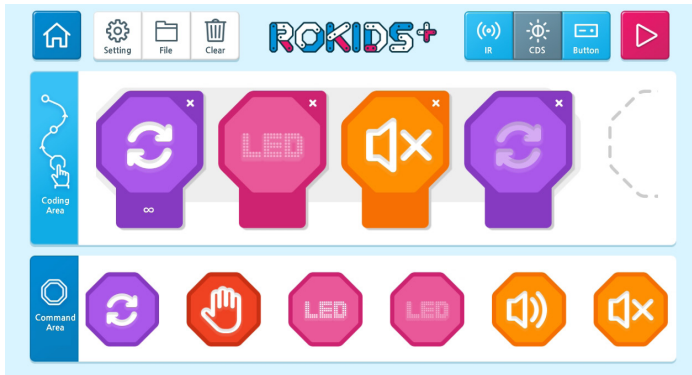 Setting
File
Clear
ROKIDS+
IR
CDS
Button
LED
∞
Coding
Area
LED
LED
Command
Area